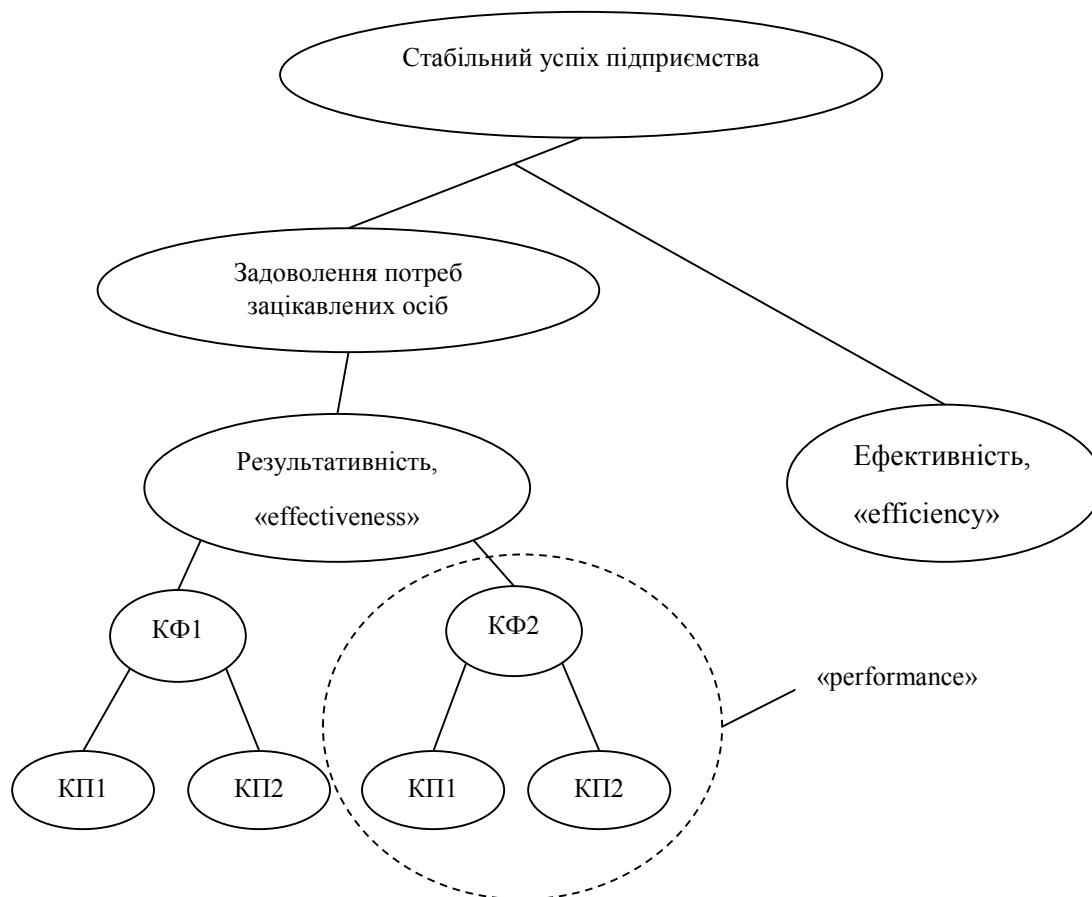 Стабільний успіх підприємства
Задоволення потреб
зацікавлених осіб
Результативність,
«effectiveness»
Ефективність,
«efficiency»
КФ1
КФ2
«performance»
КП1
КП2
КП1
КП2